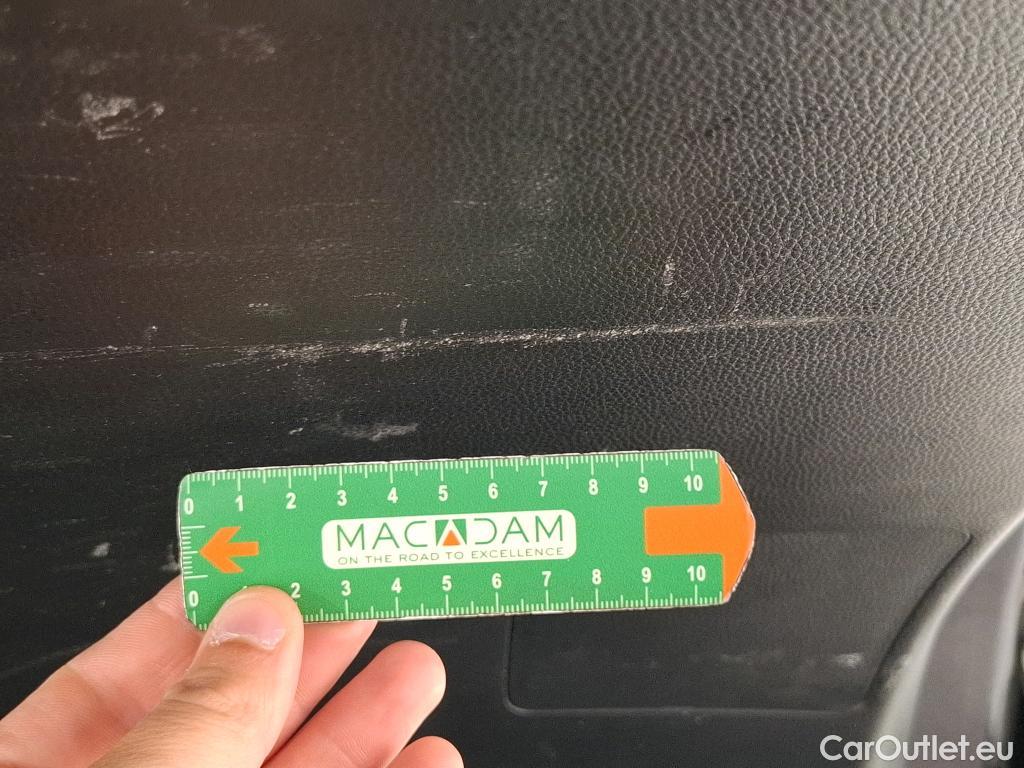 0 1 2 3 4 5 6 7 8 9 10
MACADAM
ON THE ROAD TO EXCELLENCE
0 2 3 4 5 6 7 8 9 10
CarOutlet.eu